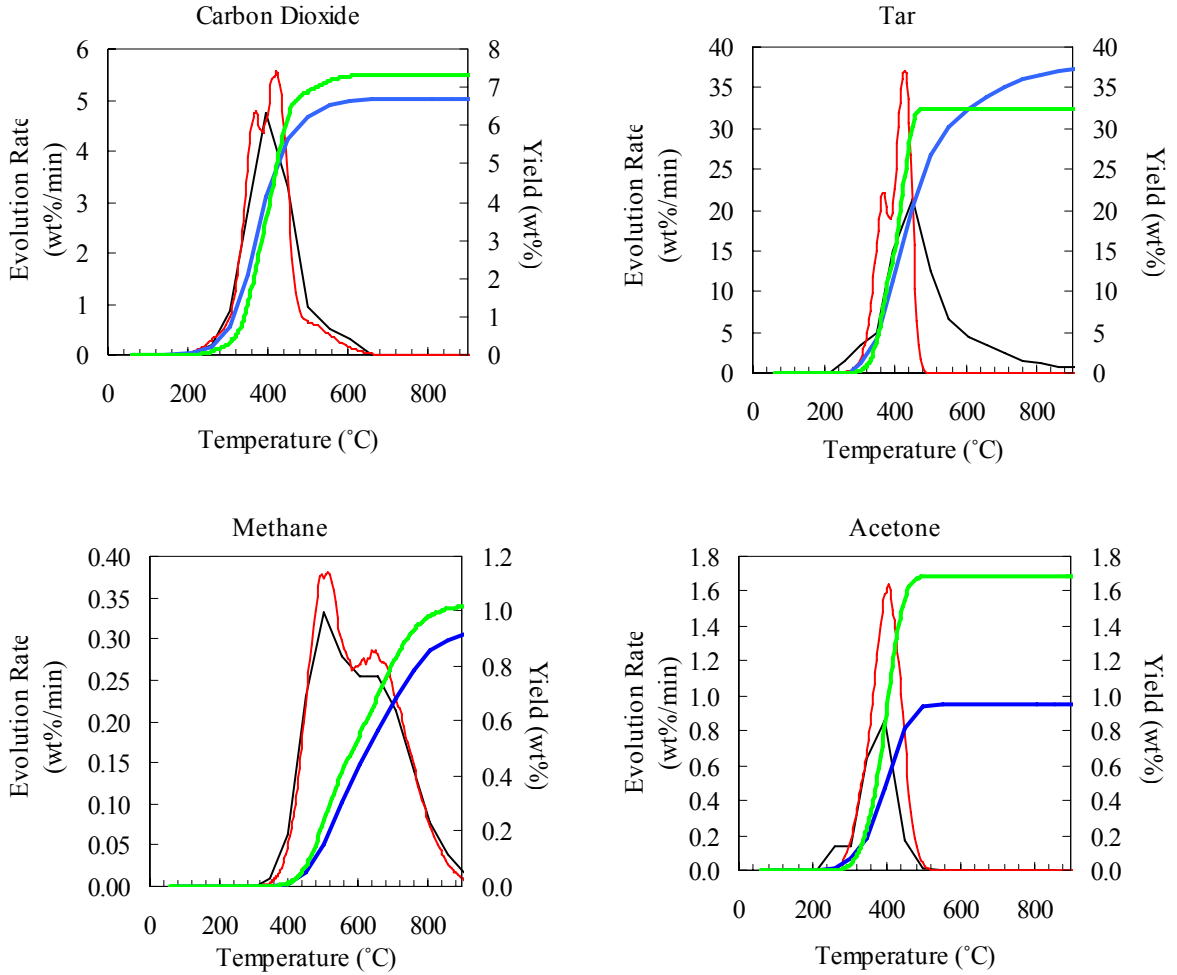 Carbon Dioxide
6
5
4
3
2
1
0
8
7
6
5
4
3
2
1
0
Evolution Rate
(wt%/min)
Yield (wt%)
0 200 400 600 800
Temperature (˚C)
Tar
40
35
30
25
20
15
10
5
0
40
35
30
25
20
15
10
5
0
Evolution Rate
(wt%/min)
Yield (wt%)
0 200 400 600 800
Temperature (˚C)
Methane
0.40
0.35
0.30
0.25
0.20
0.15
0.10
0.05
0.00
1.2
1.0
0.8
0.6
0.4
0.2
0.0
Evolution Rate
(wt%/min)
Yield (wt%)
0 200 400 600 800
Temperature (˚C)
Acetone
1.8
1.6
1.4
1.2
1.0
0.8
0.6
0.4
0.2
0.0
1.8
1.6
1.4
1.2
1.0
0.8
0.6
0.4
0.2
0.0
Evolution Rate
(wt%/min)
Yield (wt%)
0 200 400 600 800
Temperature (˚C)